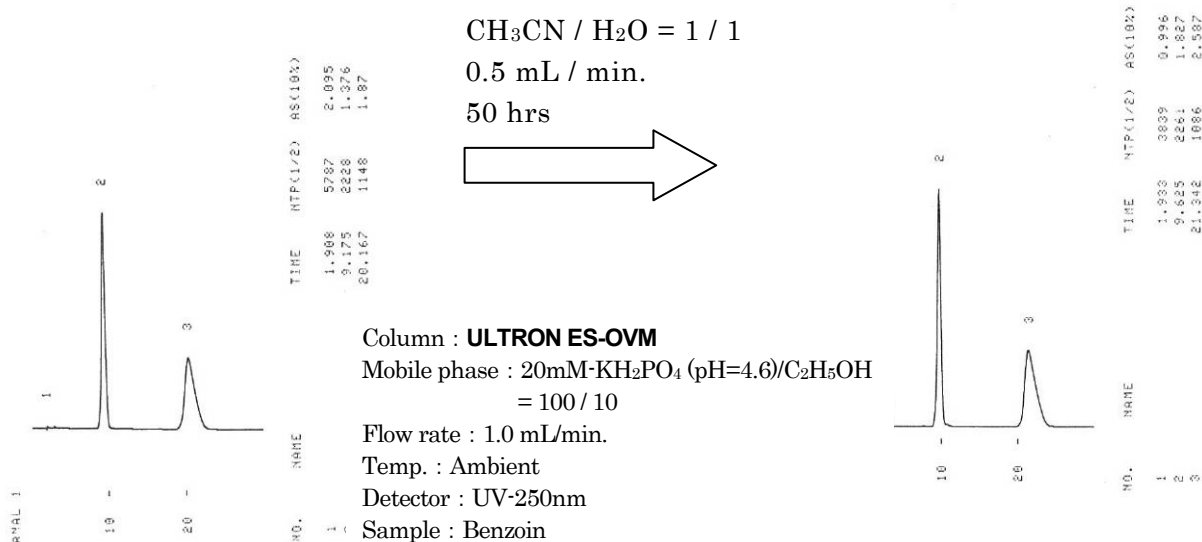 CH₃CN / H₂O = 1 / 1
0.5 mL / min.
50 hrs
Column : ULTRON ES-OVM
Mobile phase : 20mM-KH₂PO₄ (pH=4.6)/C₂H₅OH
= 100 / 10
Flow rate : 1.0 mL/min.
Temp. : Ambient
Detector : UV-250nm
Sample : Benzoin
1
2
3
10
20
NO. NAME TIME NTP(1/2) AS(10%)
1 1.908 5787 2.095
9.175 2228 1.376
20.167 1148 1.87
2
3
10
20
NO. NAME TIME NTP(1/2) AS(10%)
1 1.933 3839 0.996
2 9.625 2261 1.827
3 21.342 1086 2.587